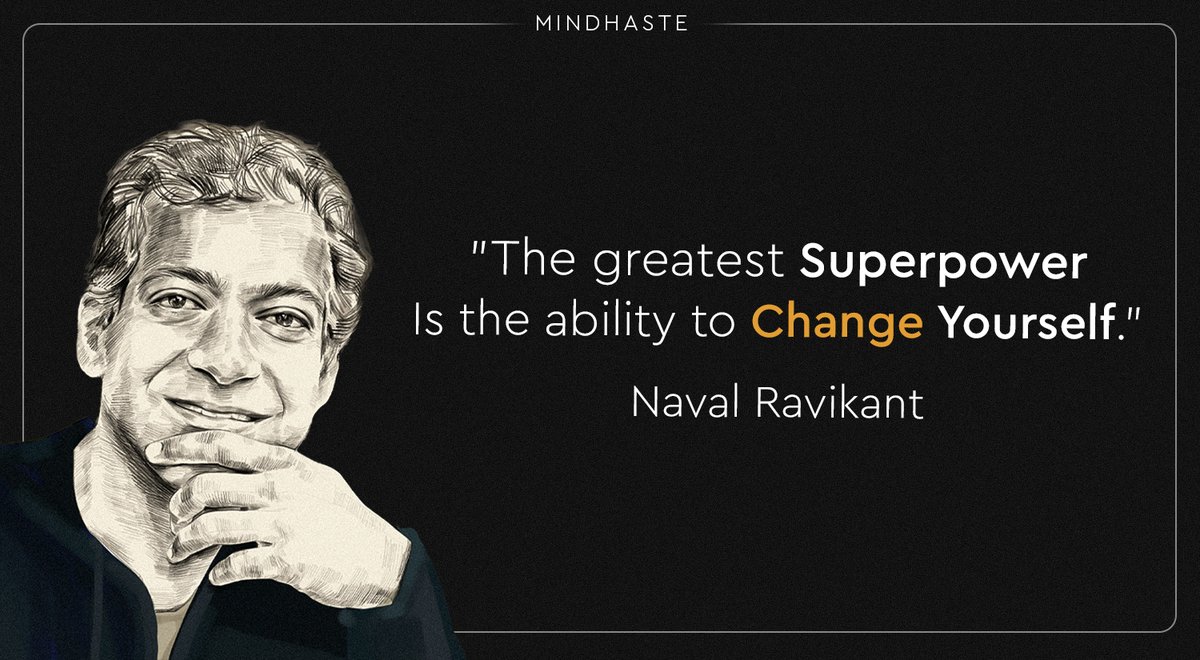 MINDHASTE
"The greatest Superpower
Is the ability to Change Yourself."
Naval Ravikant